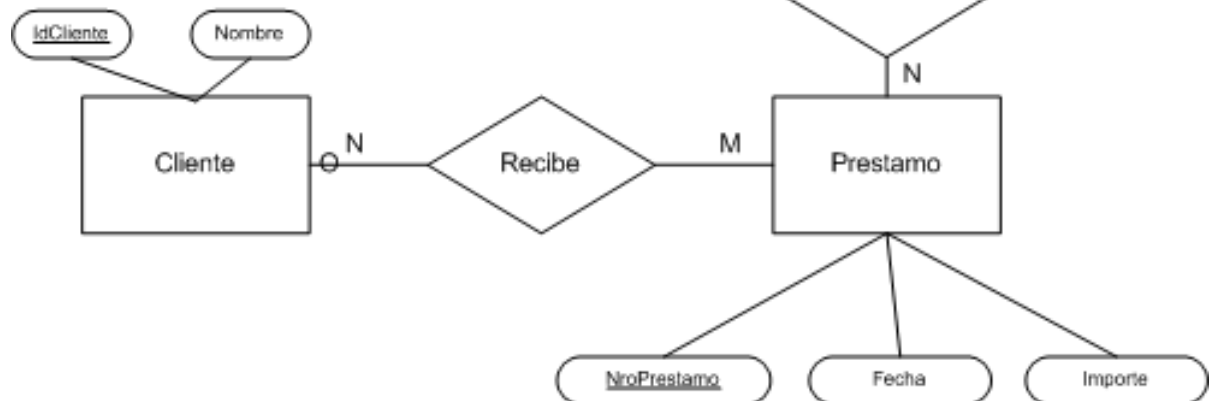 IdCliente
Nombre
N
Cliente
O
N
Recibe
M
Prestamo
NroPrestamo
Fecha
Importe